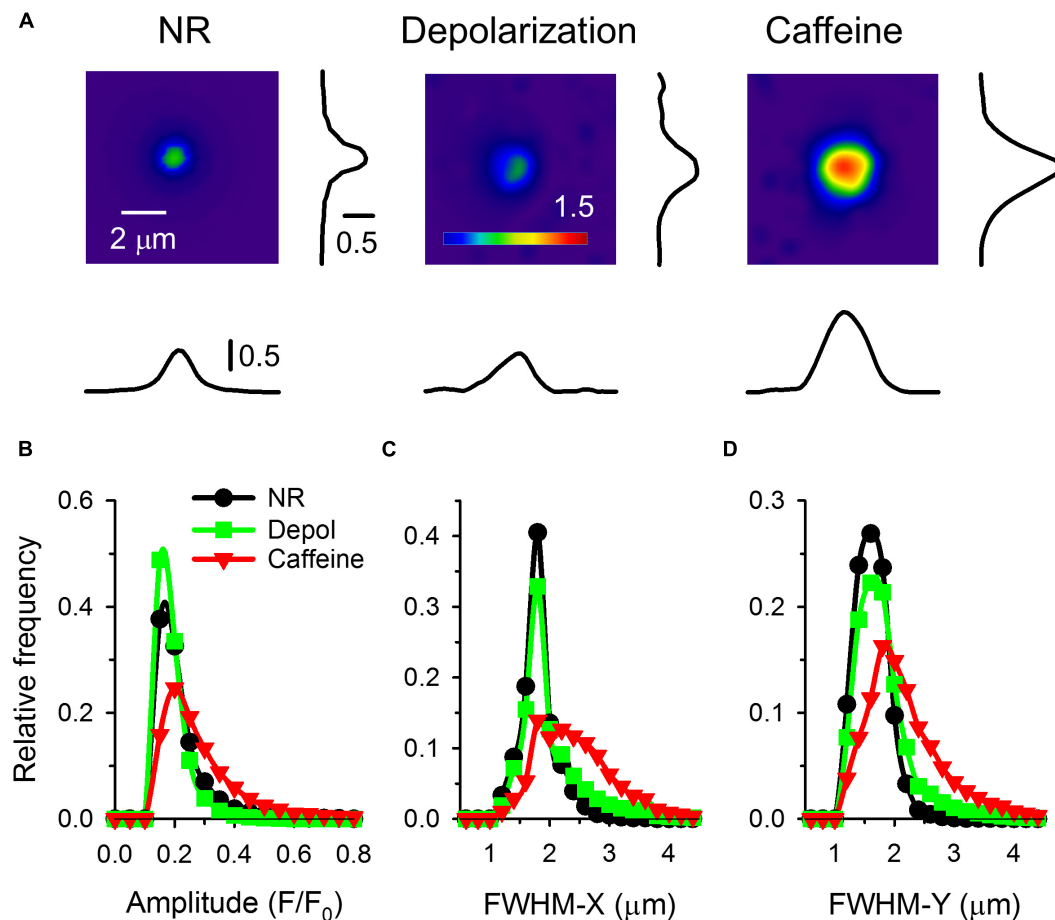 A
NR Depolarization Caffeine
2 μm
0.5
1.5
0.5
B
C
D
Relative frequency
0.6
0.4
0.2
0.0
NR
Depol
Caffeine
0.0 0.2 0.4 0.6 0.8
Amplitude (F/F0)
0.4
0.3
0.2
0.1
0.0
1 2 3 4
FWHM-X (μm)
0.3
0.2
0.1
0.0
1 2 3 4
FWHM-Y (μm)